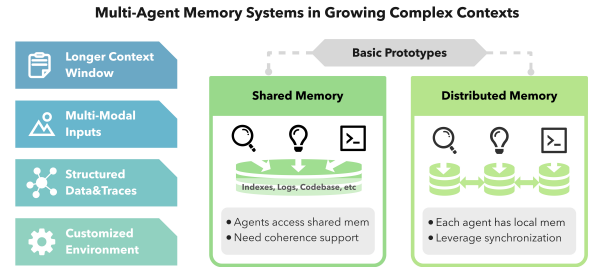 Multi-Agent Memory Systems in Growing Complex Contexts
Longer Context
Window
Multi-Modal
Inputs
Structured
Data&Traces
Customized
Environment
Basic Prototypes
Shared Memory
Indexes, Logs, Codebase, etc
• Agents access shared mem
• Need coherence support
Distributed Memory
• Each agent has local mem
• Leverage synchronization